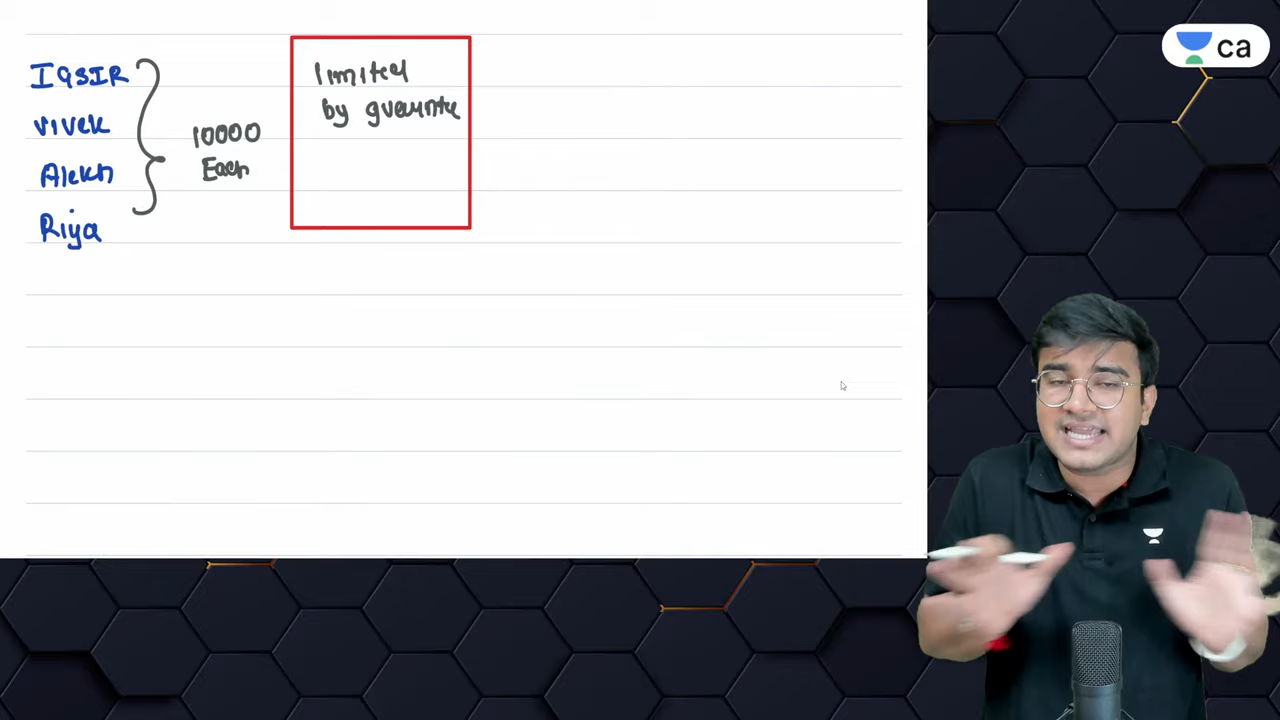 IQSIR
vivek
Alekh
Riya
10000
Each
limited
by guarante
ca